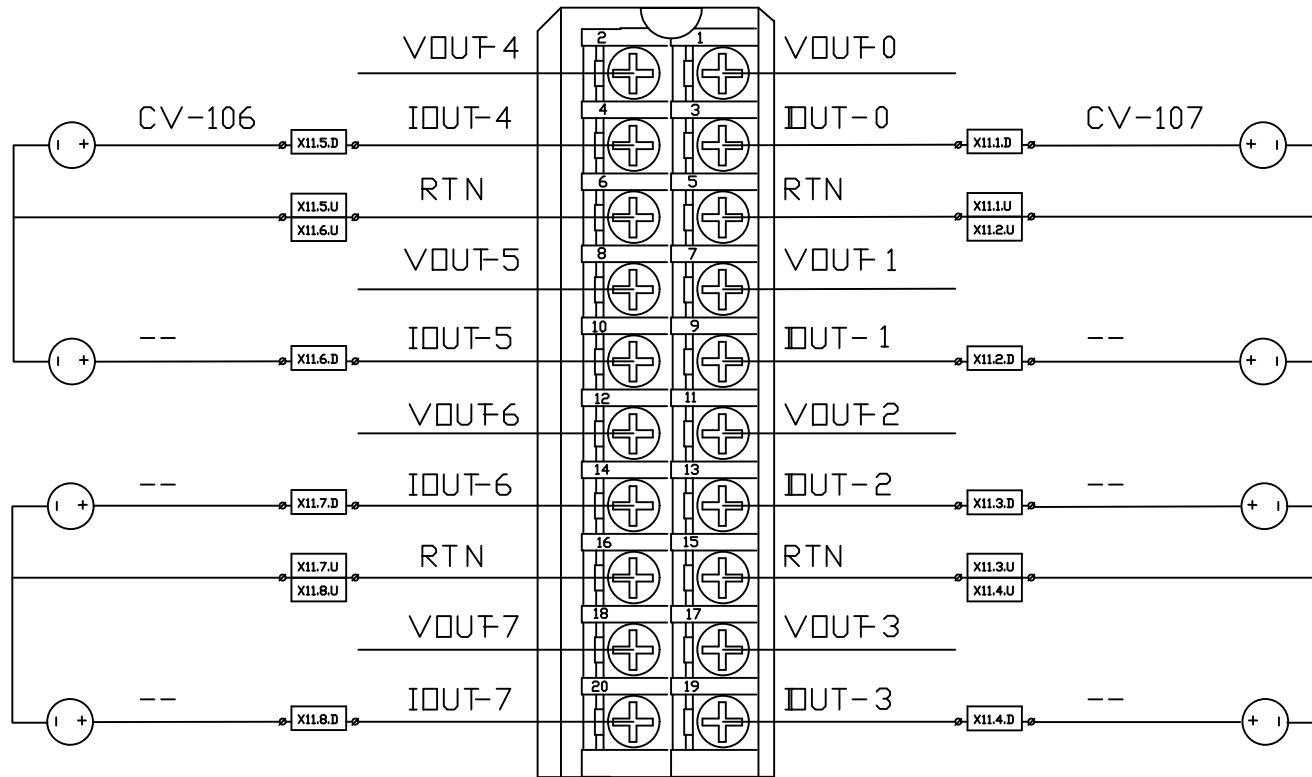 2 1
VOUT-4 VOUT-0
4 3
- + CV-106 X11.5.D IOUT-4 IOUT-0 X11.1.D CV-107 + -
6 5
X11.5.U RTN RTN X11.1.U
X11.6.U X11.2.U
8 7
VOUT-5 VOUT-1
10 9
- + -- X11.6.D IOUT-5 IOUT-1 X11.2.D -- + -
12 11
VOUT-6 VOUT-2
14 13
- + -- X11.7.D IOUT-6 IOUT-2 X11.3.D -- + -
16 15
X11.7.U RTN RTN X11.3.U
X11.8.U X11.4.U
18 17
VOUT-7 VOUT-3
20 19
- + -- X11.8.D IOUT-7 IOUT-3 X11.4.D -- + -